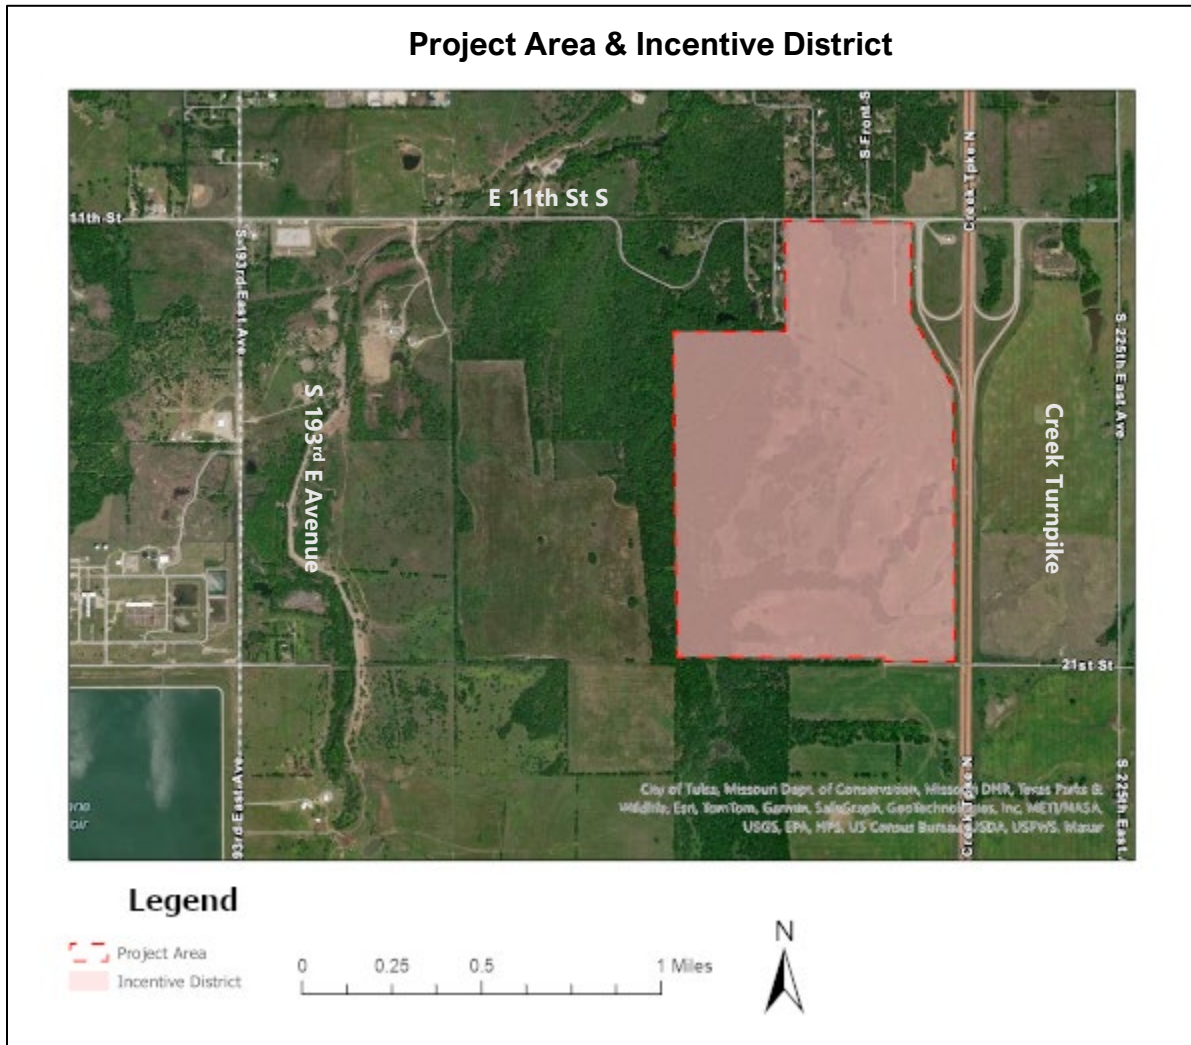 Project Area & Incentive District
S Front S
Creek Tpke N
E 11th St S
11th St
S 193rd East Ave
S 225th East Ave
S 193rd E Avenue
Creek Turnpike
21st St
93rd East Ave
Creek Tpke N
S 225th East
City of Tulsa, Missouri Dept. of Conservation, Missouri DNR, Texas Parks &
Wildlife, Esri, TomTom, Garmin, SafeGraph, GeoTechnologies, Inc, METI/NASA,
USGS, EPA, NPS, US Census Bureau, USDA, USFWS, Maxar
Legend
Project Area
Incentive District
0 0.25 0.5 1 Miles
N